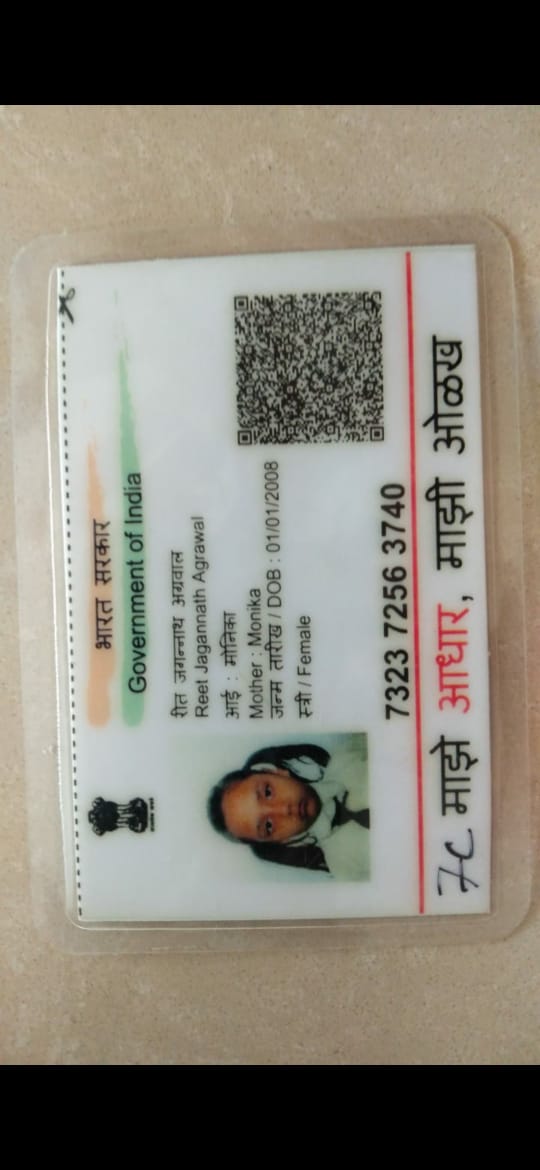 भारत सरकार
Government of India
रीत जगन्नाथ अग्रवाल
Reet Jagannath Agrawal
आई : मोनिका
Mother : Monika
जन्म तारीख / DOB : 01/01/2008
स्त्री / Female
7323 7256 3740
7C माझे आधार, माझी ओळख